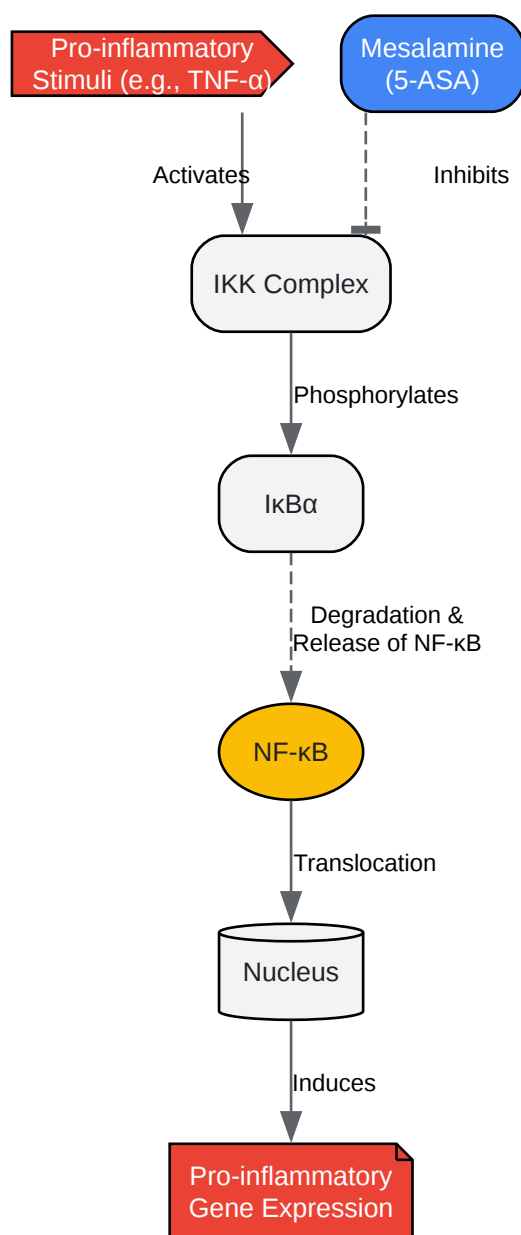 Pro-inflammatory
Stimuli (e.g., TNF-α)
Mesalamine
(5-ASA)
Activates
Inhibits
IKK Complex
Phosphorylates
IκBα
Degradation &
Release of NF-κB
NF-κB
Translocation
Nucleus
Induces
Pro-inflammatory
Gene Expression